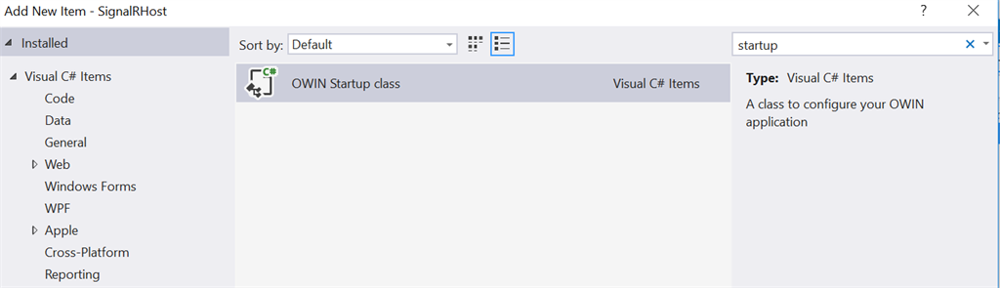 Add New Item - SignalRHost
?
Installed
Sort by: Default
startup
Visual C# Items
Code
Data
General
Web
Windows Forms
WPF
Apple
Cross-Platform
Reporting
C#
OWIN Startup class
Visual C# Items
Type: Visual C# Items
A class to configure your OWIN
application